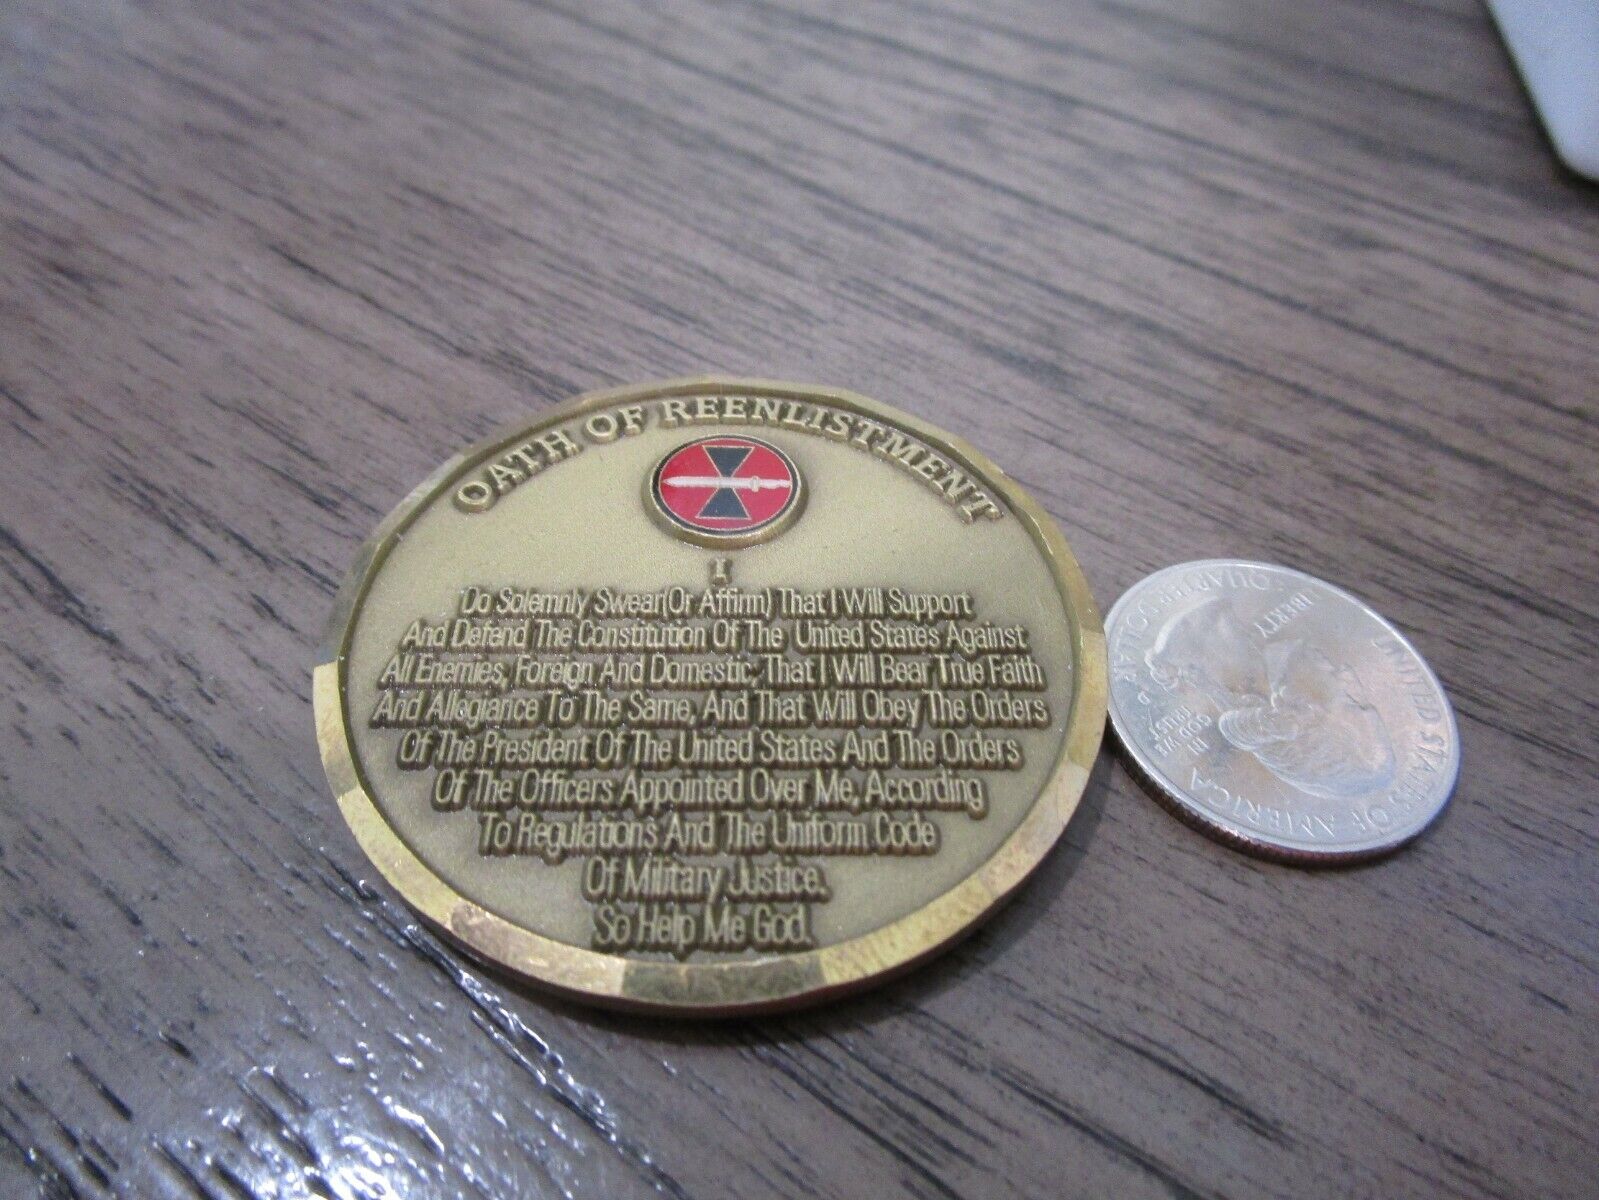 OATH OF REENLISTMENT
I
Do Solemnly Swear(Or Affirm) That I Will Support
And Defend The Constitution Of The United States Against
All Enemies, Foreign And Domestic; That I Will Bear True Faith
And Allegiance To The Same, And That Will Obey The Orders
Of The President Of The United States And The Orders
Of The Officers Appointed Over Me, According
To Regulations And The Uniform Code
Of Military Justice.
So Help Me God.
UNITED STATES OF AMERICA
LIBERTY
IN
GOD WE
TRUST
QUARTER DOLLAR